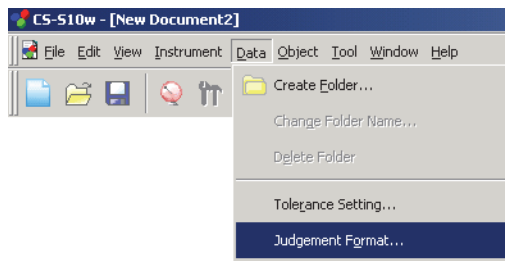 CS-S10w - [New Document2]
File Edit View Instrument Data Object Tool Window Help
Create Folder...
Change Folder Name...
Delete Folder
Tolerance Setting...
Judgement Format...